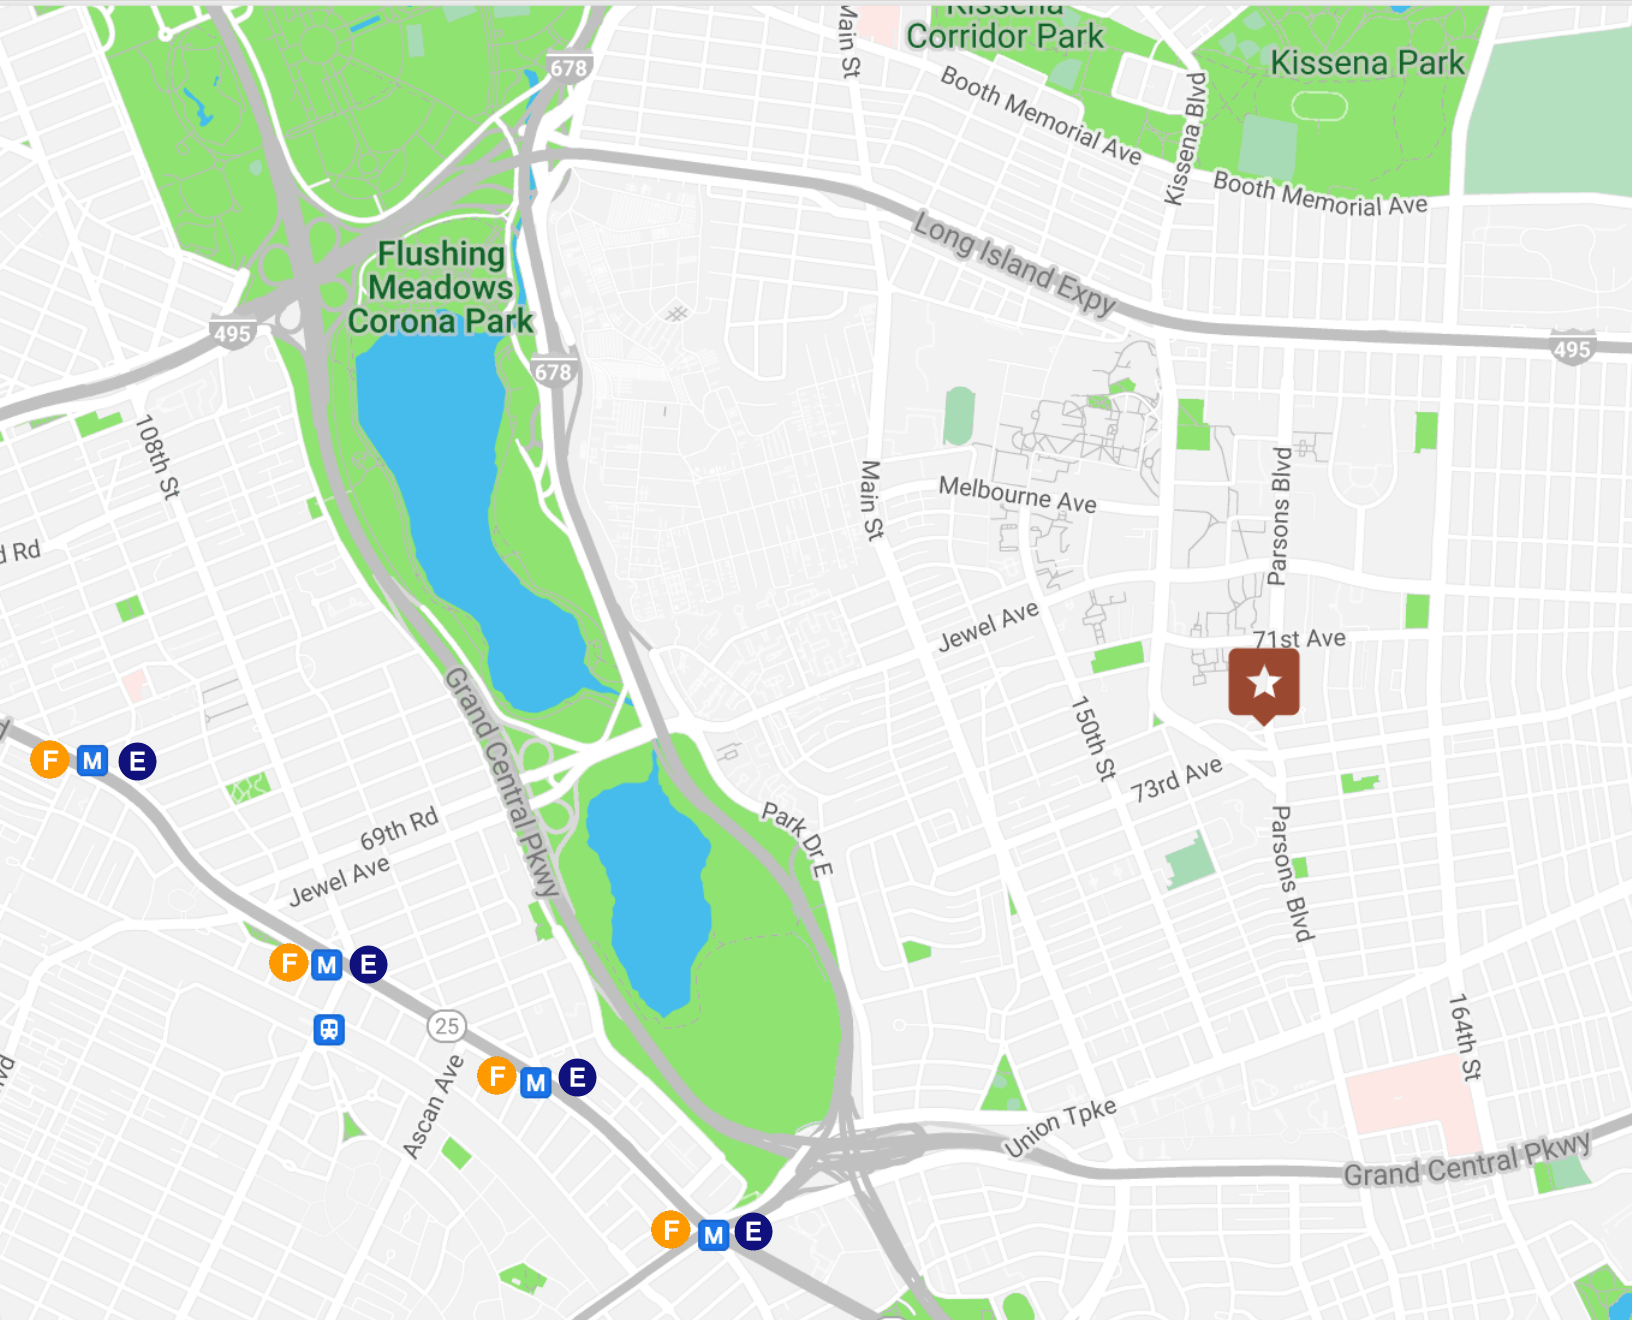 Kissena
Corridor Park
Main St
678
Kissena Park
Booth Memorial Ave
Kissena Blvd
Booth Memorial Ave
Flushing
Meadows
Corona Park
Long Island Expy
495
495
678
108th St
Main St
Melbourne Ave
Parsons Blvd
d Rd
Jewel Ave
71st Ave
Grand Central Pkwy
150th St
F M E
73rd Ave
69th Rd
Park Dr E
Parsons Blvd
Jewel Ave
F M E
25
164th St
Ascan Ave
F M E
Union Tpke
Grand Central Pkwy
F M E